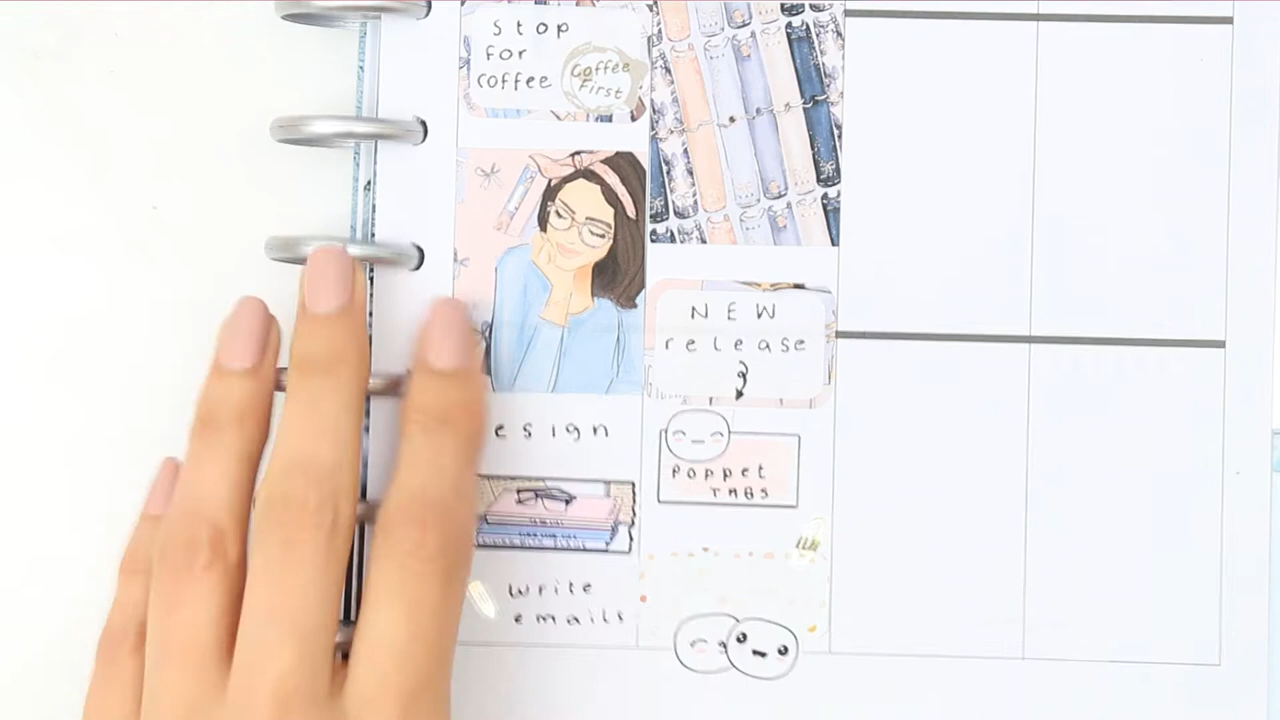 stop
for
coffee
Coffee
First
esign
write
emails
NEW
release
Poppet
TABS